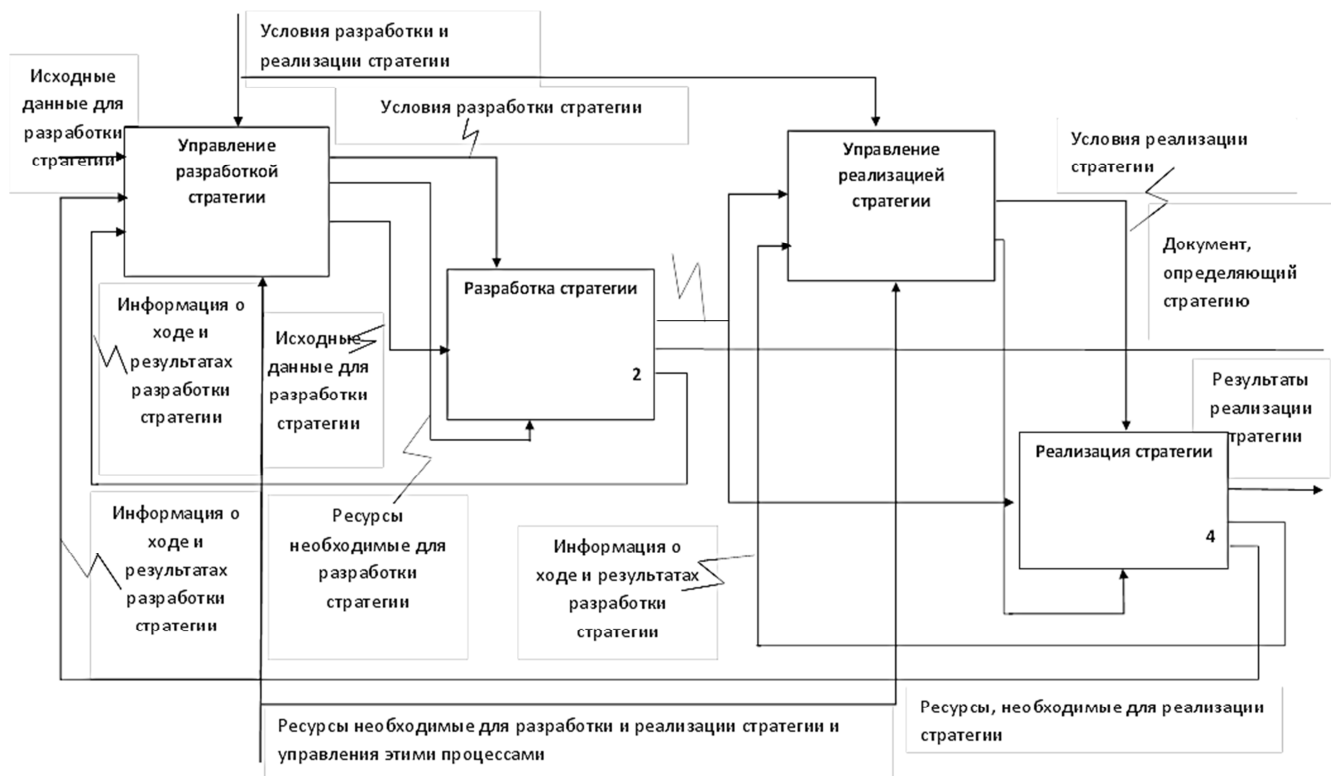 Условия разработки и
реализации стратегии
Исходные
данные для
разработки
стратегии
Условия разработки стратегии
Управление
разработкой
стратегии
Управление
реализацией
стратегии
Условия реализации
стратегии
Документ,
определяющий
стратегию
Разработка стратегии
2
Информация о
ходе и
результатах
разработки
стратегии
Исходные
данные для
разработки
стратегии
Результаты
реализации
стратегии
Реализация стратегии
4
Информация о
ходе и
результатах
разработки
стратегии
Ресурсы
необходимые для
разработки
стратегии
Информация о
ходе и результатах
разработки
стратегии
Ресурсы необходимые для разработки и реализации стратегии и
управления этими процессами
Ресурсы, необходимые для реализации
стратегии